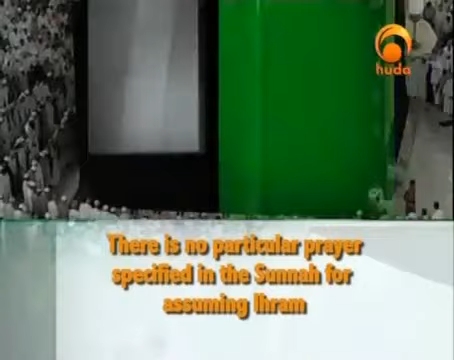 huda
There is no particular prayer
specified in the Sunnah for
assuming Ihram